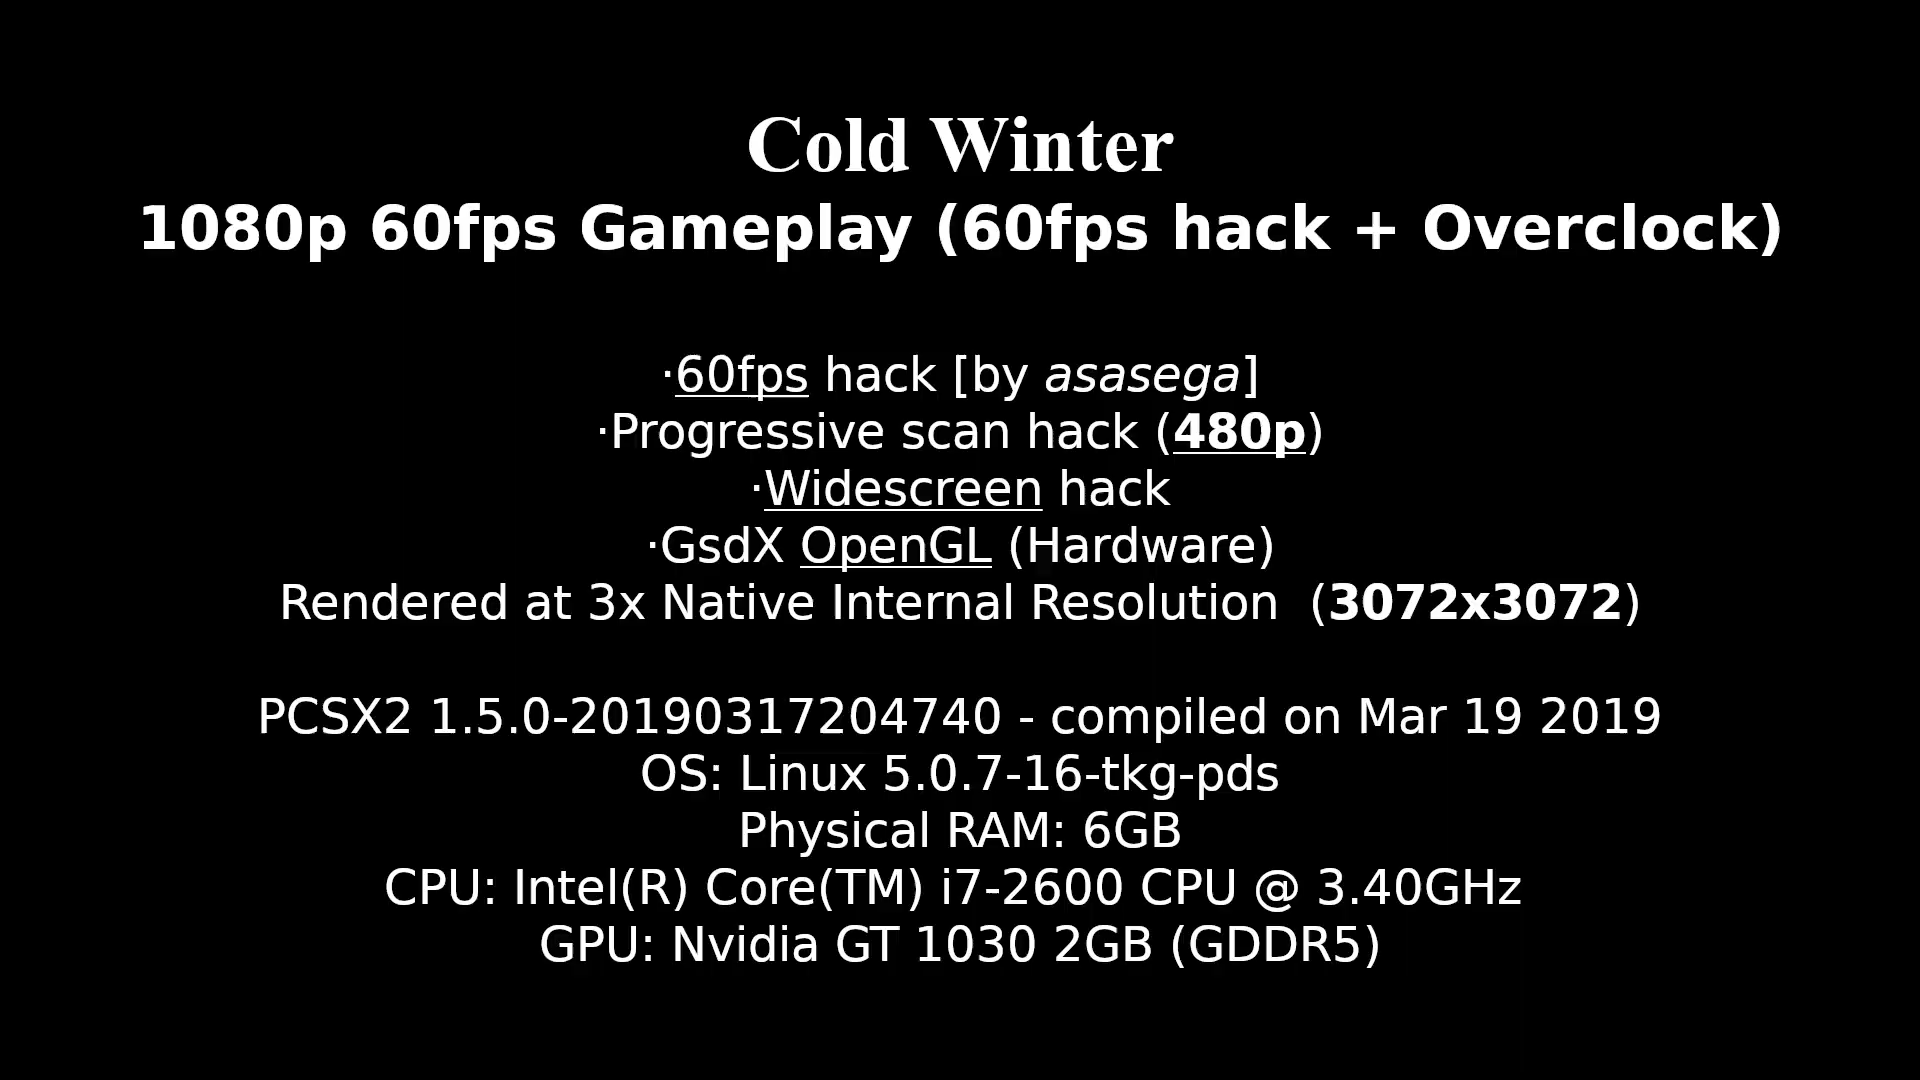 Cold Winter
1080p 60fps Gameplay (60fps hack + Overclock)
·60fps hack [by asasega]
·Progressive scan hack (480p)
·Widescreen hack
·GsdX OpenGL (Hardware)
Rendered at 3x Native Internal Resolution  (3072x3072)
PCSX2 1.5.0-20190317204740 - compiled on Mar 19 2019
OS: Linux 5.0.7-16-tkg-pds
Physical RAM: 6GB
CPU: Intel(R) Core(TM) i7-2600 CPU @ 3.40GHz
GPU: Nvidia GT 1030 2GB (GDDR5)